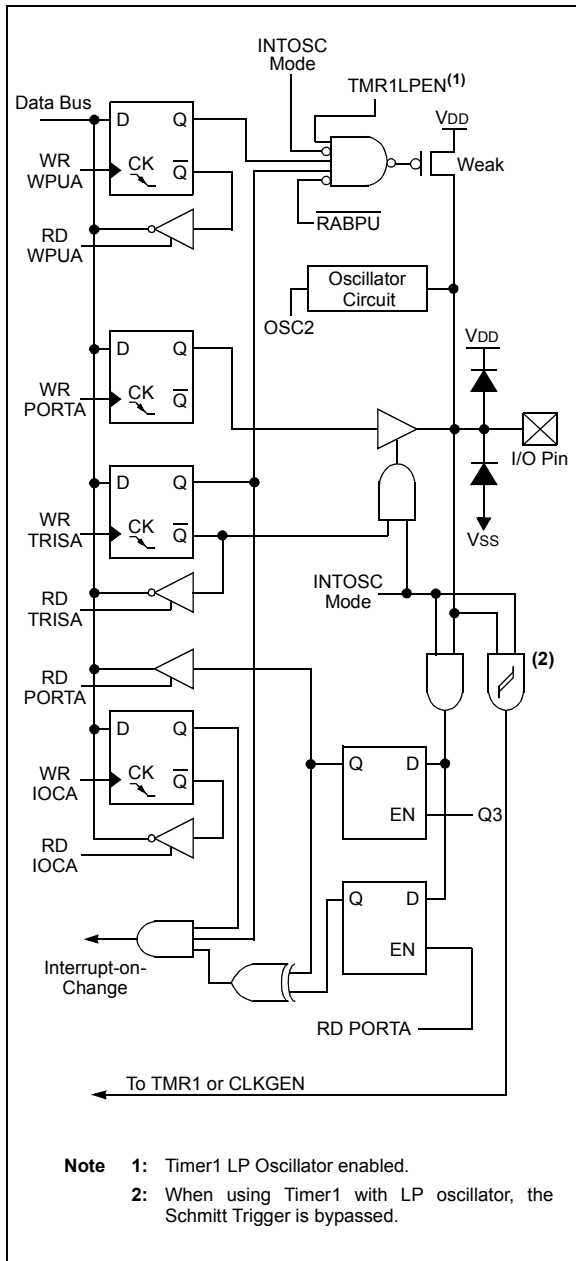 INTOSC
Mode
TMR1LPEN(1)
Data Bus
VDD
D Q
WR
WPUA
CK Q
Weak
RD
WPUA
RABPU
Oscillator
Circuit
OSC2
VDD
D Q
WR
PORTA
CK Q
I/O Pin
D Q
WR
TRISA
CK Q
VSS
INTOSC
Mode
RD
TRISA
(2)
RD
PORTA
D Q
WR
IOCA
CK Q
Q D
EN Q3
RD
IOCA
Q D
EN
Interrupt-on-
Change
RD PORTA
To TMR1 or CLKGEN
Note 1: Timer1 LP Oscillator enabled.
2: When using Timer1 with LP oscillator, the
Schmitt Trigger is bypassed.